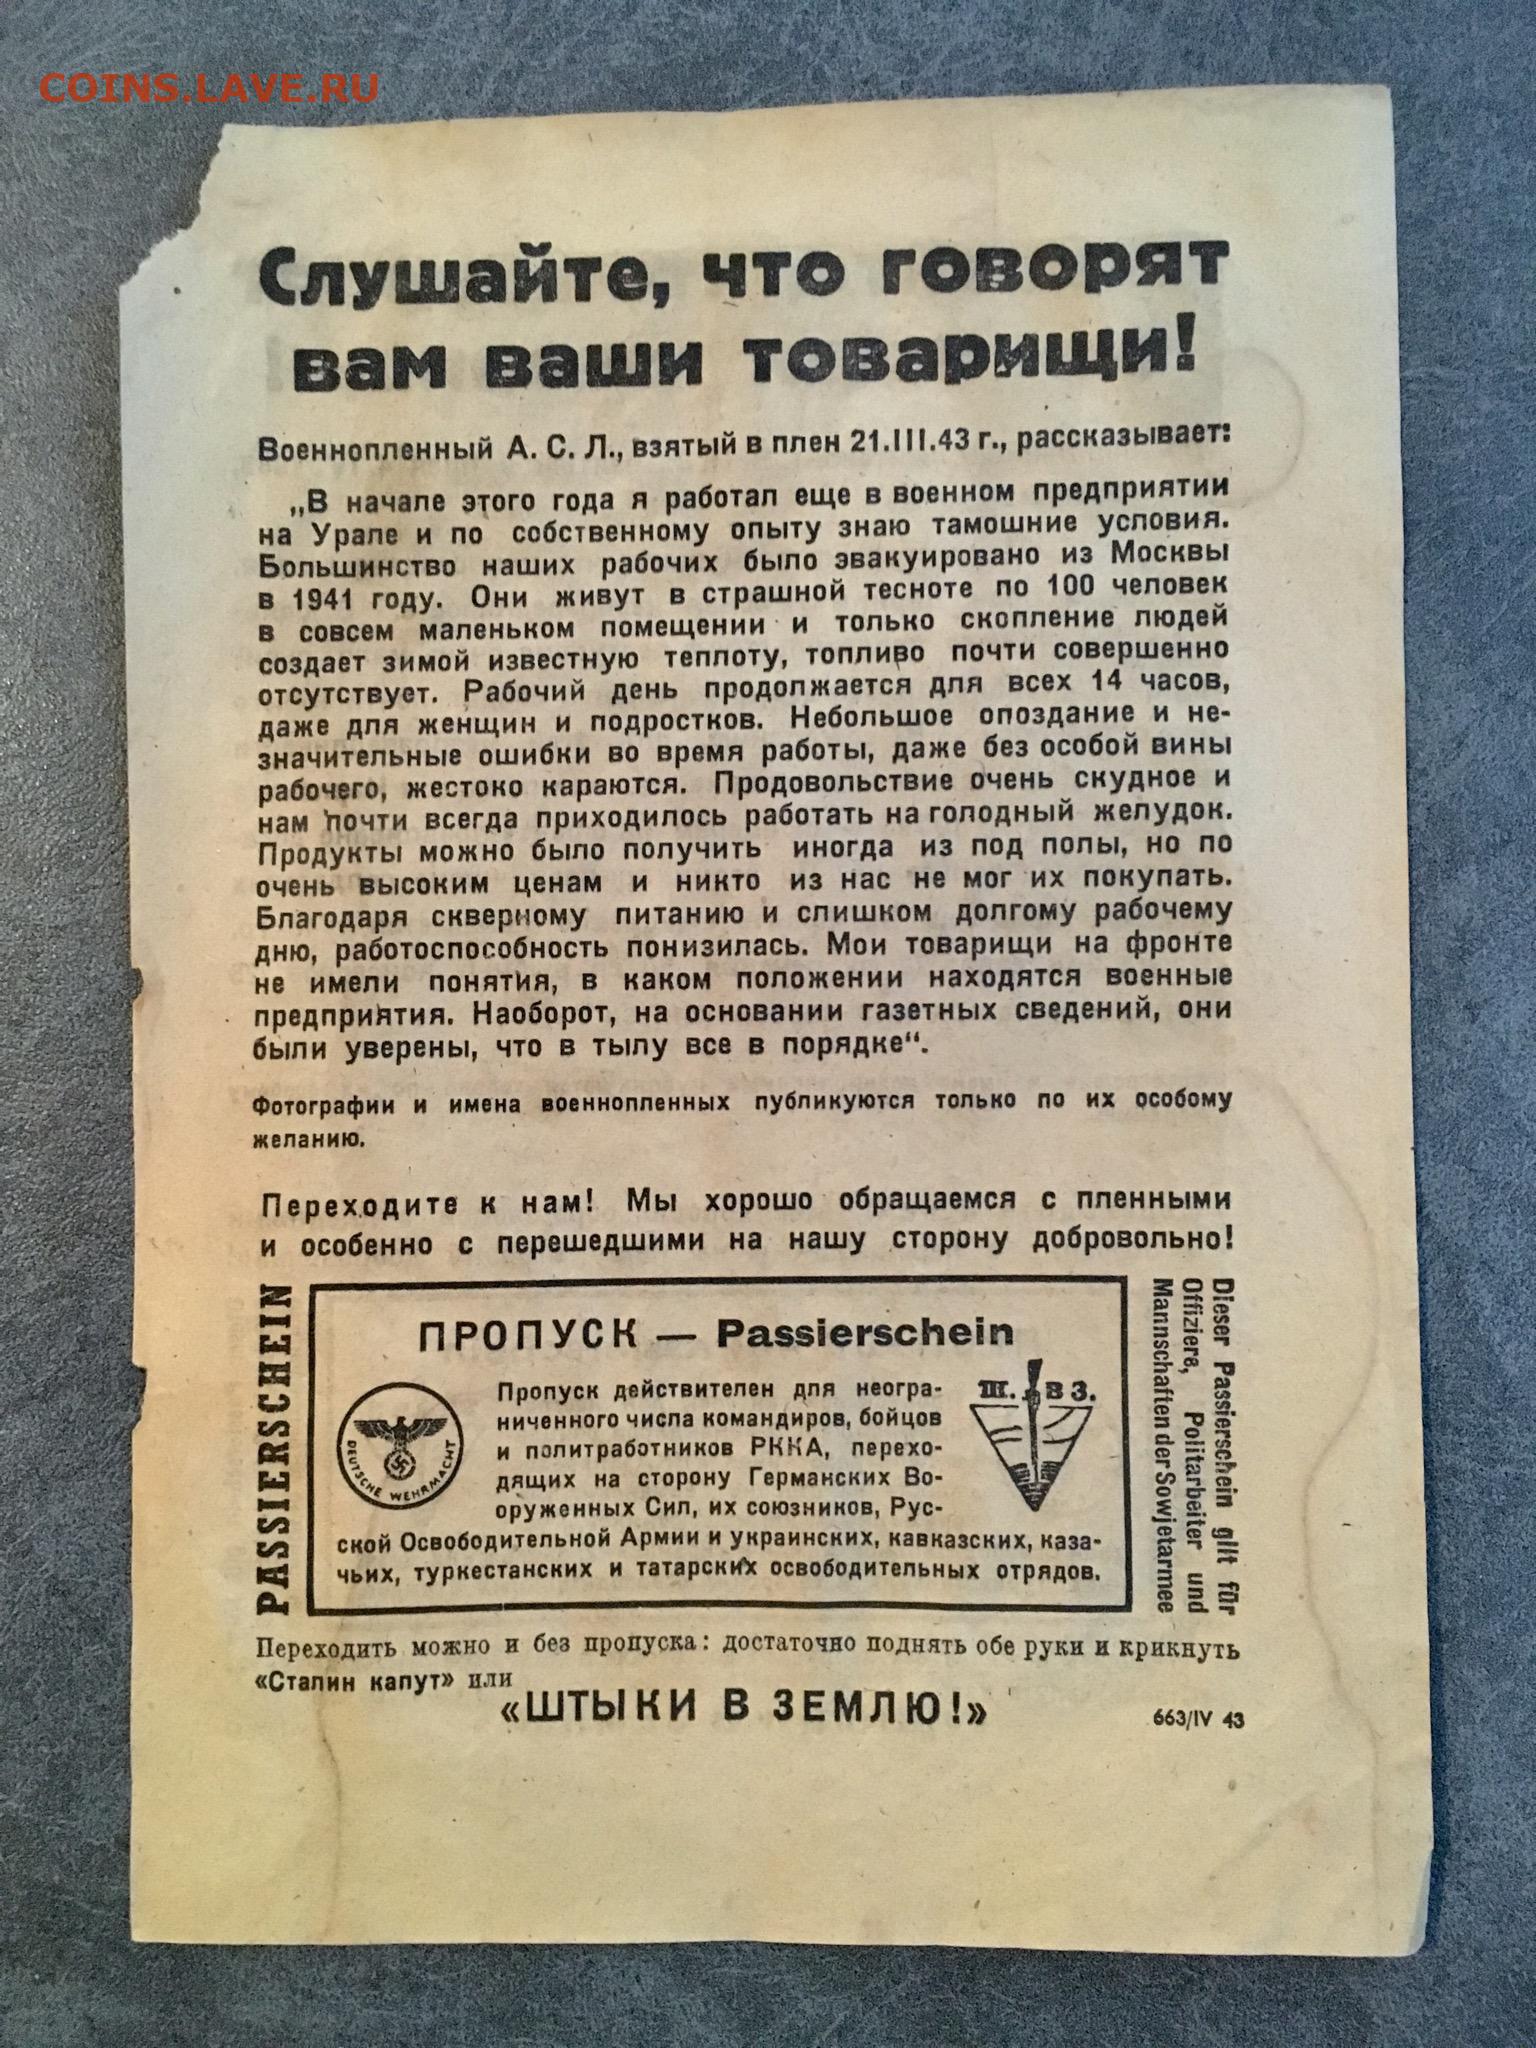 COINS.LAVE.RU
Слушайте, что говорят
вам ваши товарищи!
Военнопленный А. С. Л., взятый в плен 21.III.43 г., рассказывает:
„В начале этого года я работал еще в военном предприятии
на Урале и по собственному опыту знаю тамошние условия.
Большинство наших рабочих было эвакуировано из Москвы
в 1941 году. Они живут в страшной тесноте по 100 человек
в совсем маленьком помещении и только скопление людей
создает зимой известную теплоту, топливо почти совершенно
отсутствует. Рабочий день продолжается для всех 14 часов,
даже для женщин и подростков. Небольшое опоздание и не-
значительные ошибки во время работы, даже без особой вины
рабочего, жестоко караются. Продовольствие очень скудное и
нам почти всегда приходилось работать на голодный желудок.
Продукты можно было получить иногда из под полы, но по
очень высоким ценам и никто из нас не мог их покупать.
Благодаря скверному питанию и слишком долгому рабочему
дню, работоспособность понизилась. Мои товарищи на фронте
не имели понятия, в каком положении находятся военные
предприятия. Наоборот, на основании газетных сведений, они
были уверены, что в тылу все в порядке“.
Фотографии и имена военнопленных публикуются только по их особому
желанию.
Переходите к нам! Мы хорошо обращаемся с пленными
и особенно с перешедшими на нашу сторону добровольно!
PASSIERSCHEIN
ПРОПУСК — Passierschein
DEUTSCHE WEHRMACHT
Пропуск действителен для неогра-
ниченного числа командиров, бойцов
и политработников РККА, перехо-
дящих на сторону Германских Во-
оруженных Сил, их союзников, Рус-
ской Освободительной Армии и украинских, кавказских, каза-
чьих, туркестанских и татарских освободительных отрядов.
Ш. В З.
Dieser Passierschein gilt für
Offiziere, Politarbeiter und
Mannschaften der Sowjetarmee
Переходить можно и без пропуска: достаточно поднять обе руки и крикнуть
«Сталин капут» или
«ШТЫКИ В ЗЕМЛЮ!»
663/IV 43